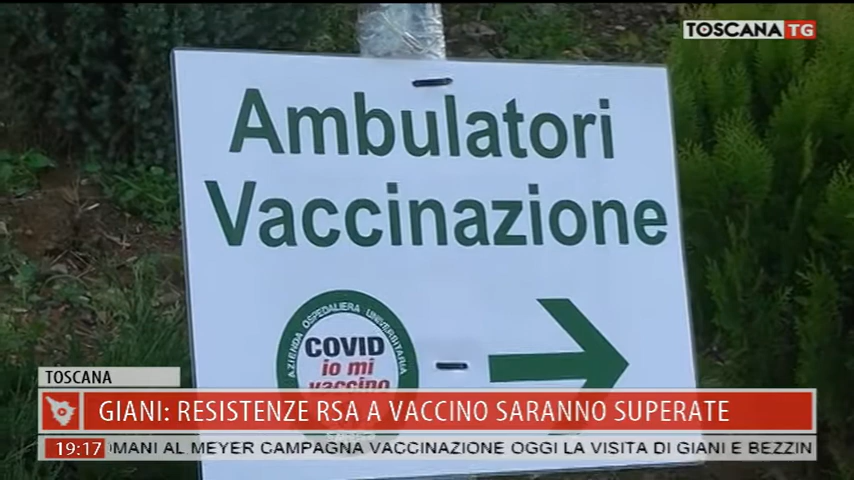 TOSCANA TG
Ambulatori
Vaccinazione
AZIENDA OSPEDALIERA UNIVERSITARIA
COVID
io mi
vaccino
TOSCANA
GIANI: RESISTENZE RSA A VACCINO SARANNO SUPERATE
19:17 OMANI AL MEYER CAMPAGNA VACCINAZIONE OGGI LA VISITA DI GIANI E BEZZIN